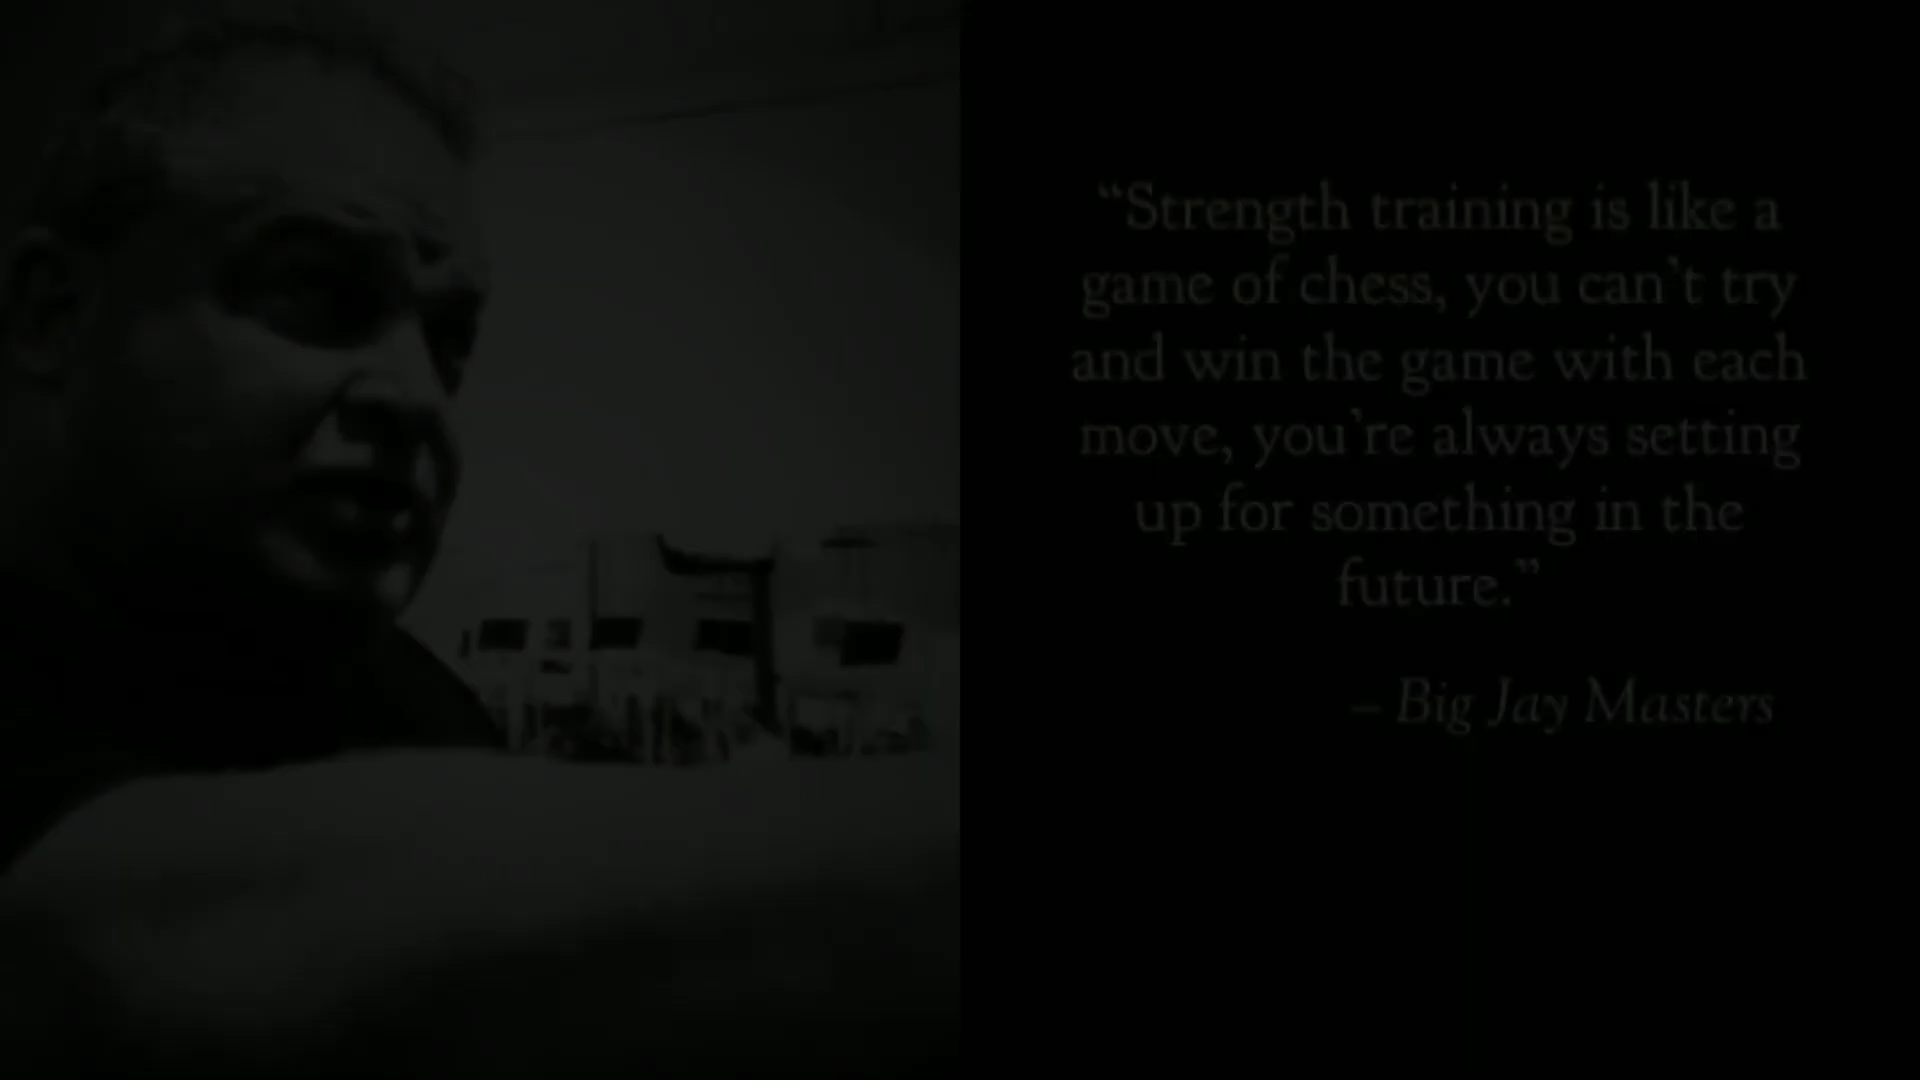 “Strength training is like a
game of chess, you can’t try
and win the game with each
move, you’re always setting
up for something in the
future.”
– Big Jay Masters